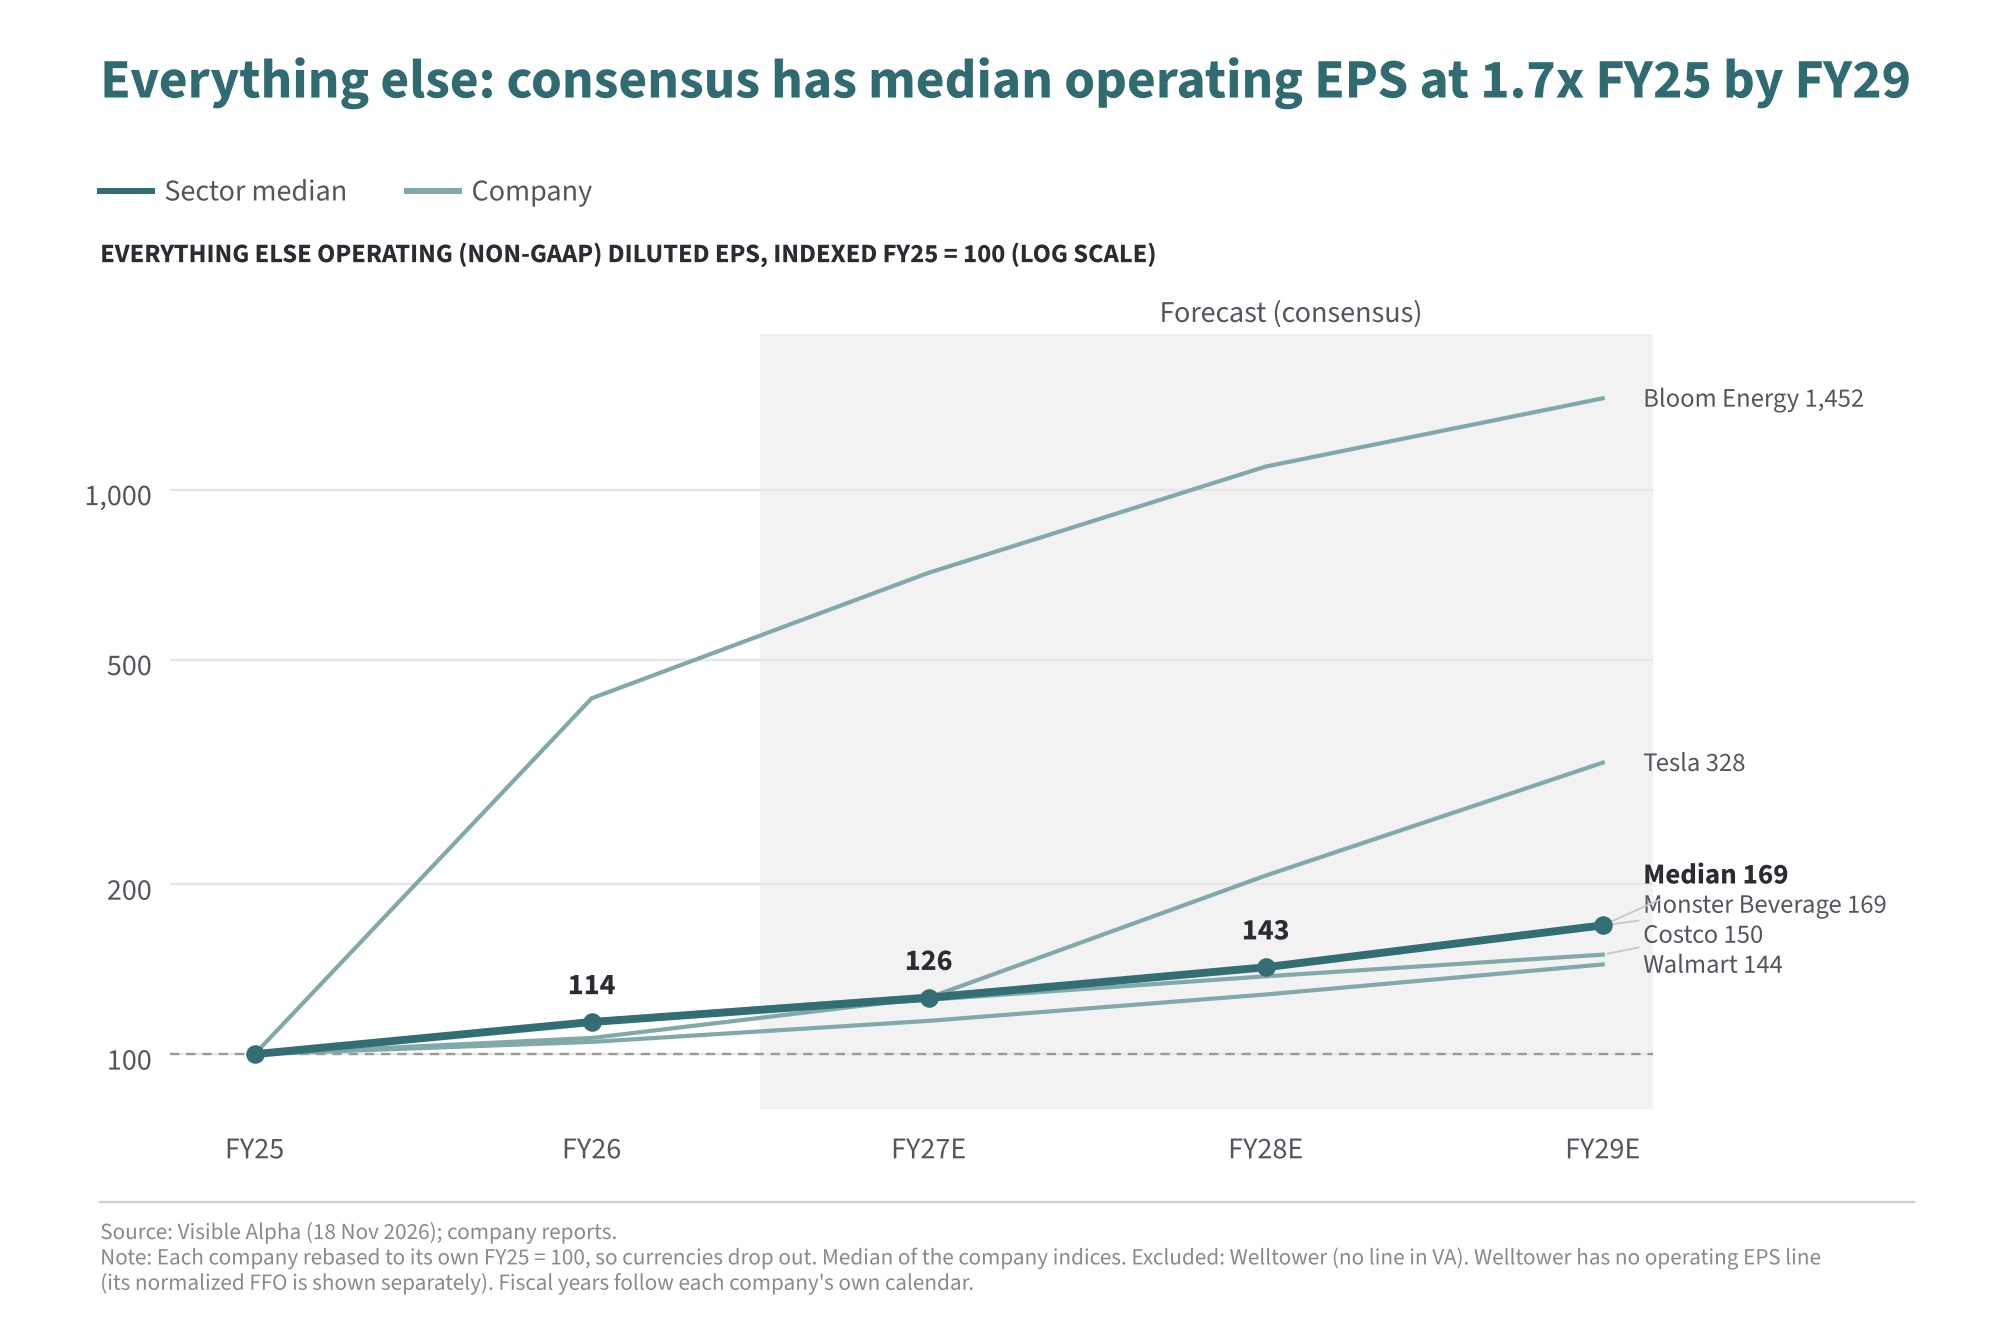 Everything else: consensus has median operating EPS at 1.7x FY25 by FY29
Sector median
Company
EVERYTHING ELSE OPERATING (NON-GAAP) DILUTED EPS, INDEXED FY25 = 100 (LOG SCALE)
Forecast (consensus)
Bloom Energy 1,452
1,000
500
Tesla 328
Median 169
200
Monster Beverage 169
143
Costco 150
126
Walmart 144
114
100
FY25
FY26
FY27E
FY28E
FY29E
Source: Visible Alpha (18 Nov 2026); company reports.
Note: Each company rebased to its own FY25 = 100, so currencies drop out. Median of the company indices. Excluded: Welltower (no line in VA). Welltower has no operating EPS line
(its normalized FFO is shown separately). Fiscal years follow each company's own calendar.